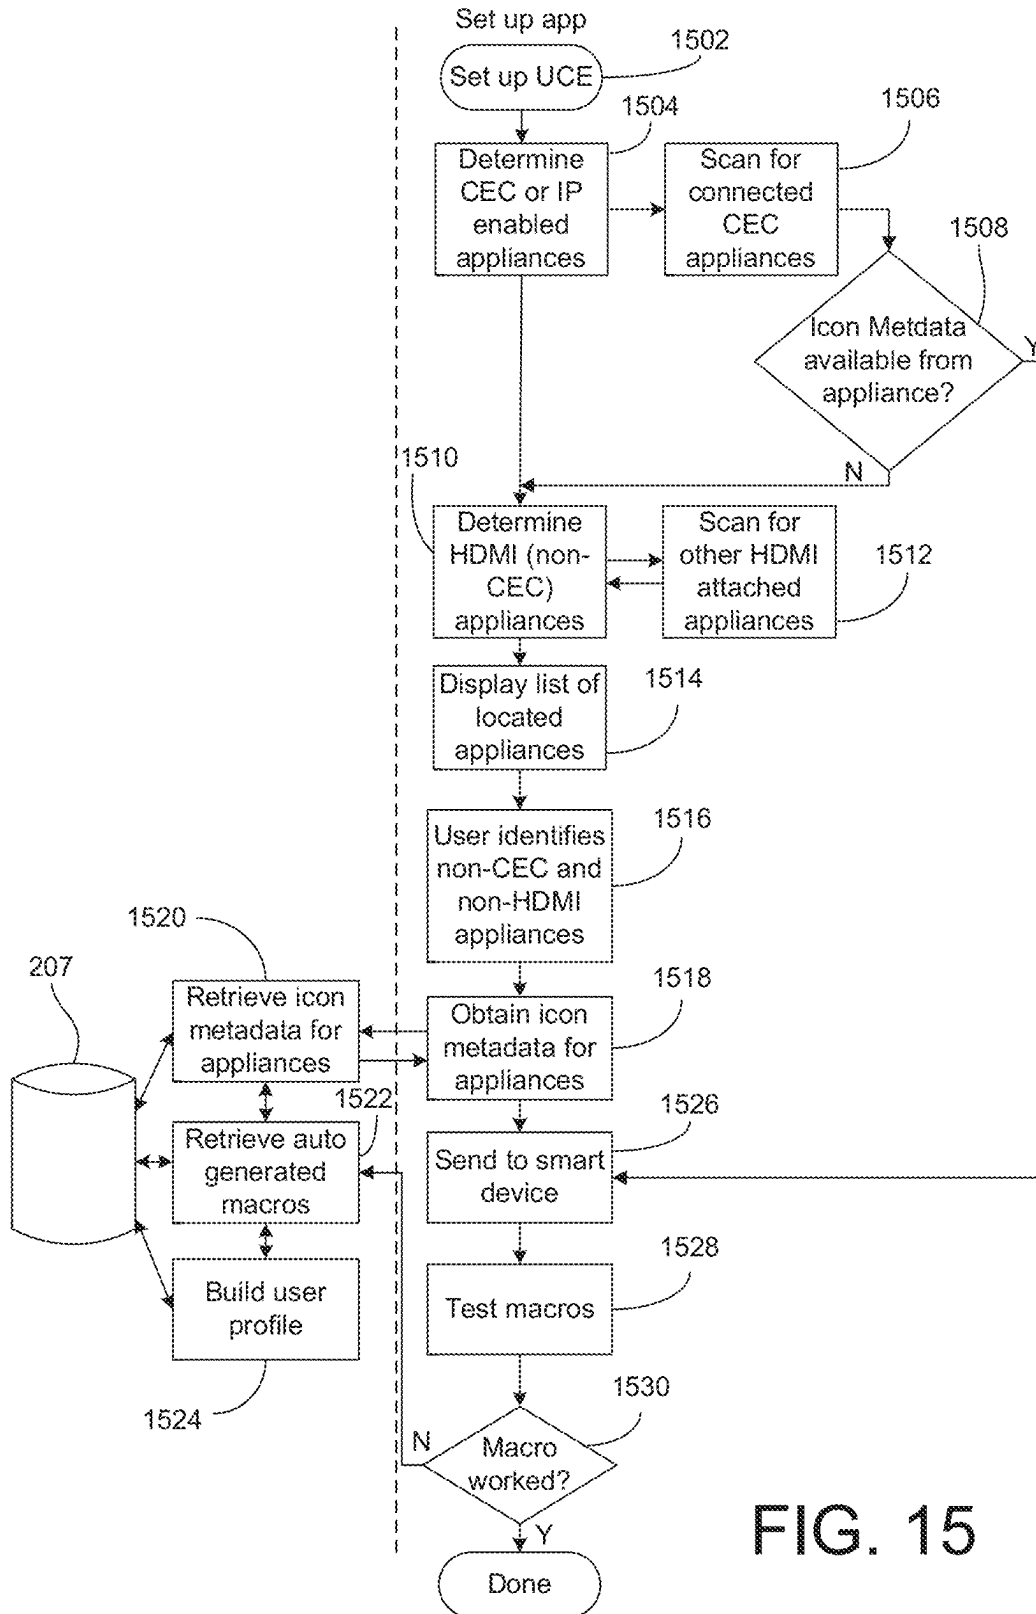 Set up app
Set up UCE
1502
1504
1506
Determine
CEC or IP
enabled
appliances
Scan for
connected
CEC
appliances
1508
Icon Metdata
available from
appliance?
Y
N
1510
Determine
HDMI (non-
CEC)
appliances
Scan for
other HDMI
attached
appliances
1512
Display list of
located
appliances
1514
User identifies
non-CEC and
non-HDMI
appliances
1516
1520
207
Retrieve icon
metadata for
appliances
Obtain icon
metadata for
appliances
1518
1522
Retrieve auto
generated
macros
1526
Send to smart
device
Build user
profile
1524
1528
Test macros
1530
N
Macro
worked?
Y
Done
FIG. 15